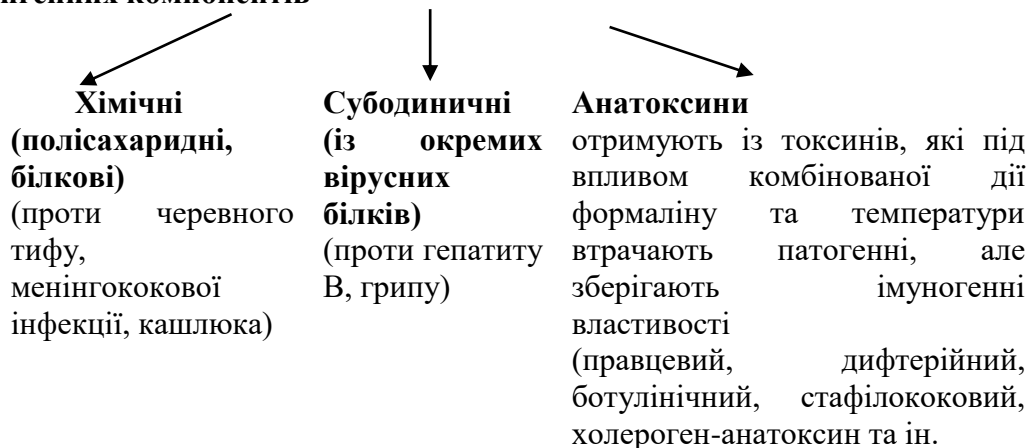 Хімічні
(полісахаридні,
білкові)
(проти черевного
тифу,
менінгококової
інфекції, кашлюка)
Субодиничні
(із окремих
вірусних
білків)
(проти гепатиту
В, грипу)
Анатоксини
отримують із токсинів, які під
впливом комбінованої дії
формаліну та температури
втрачають патогенні, але
зберігають імуногенні
властивості
(правцевий, дифтерійний,
ботулінічний, стафілококовий,
холероген-анатоксин та ін.